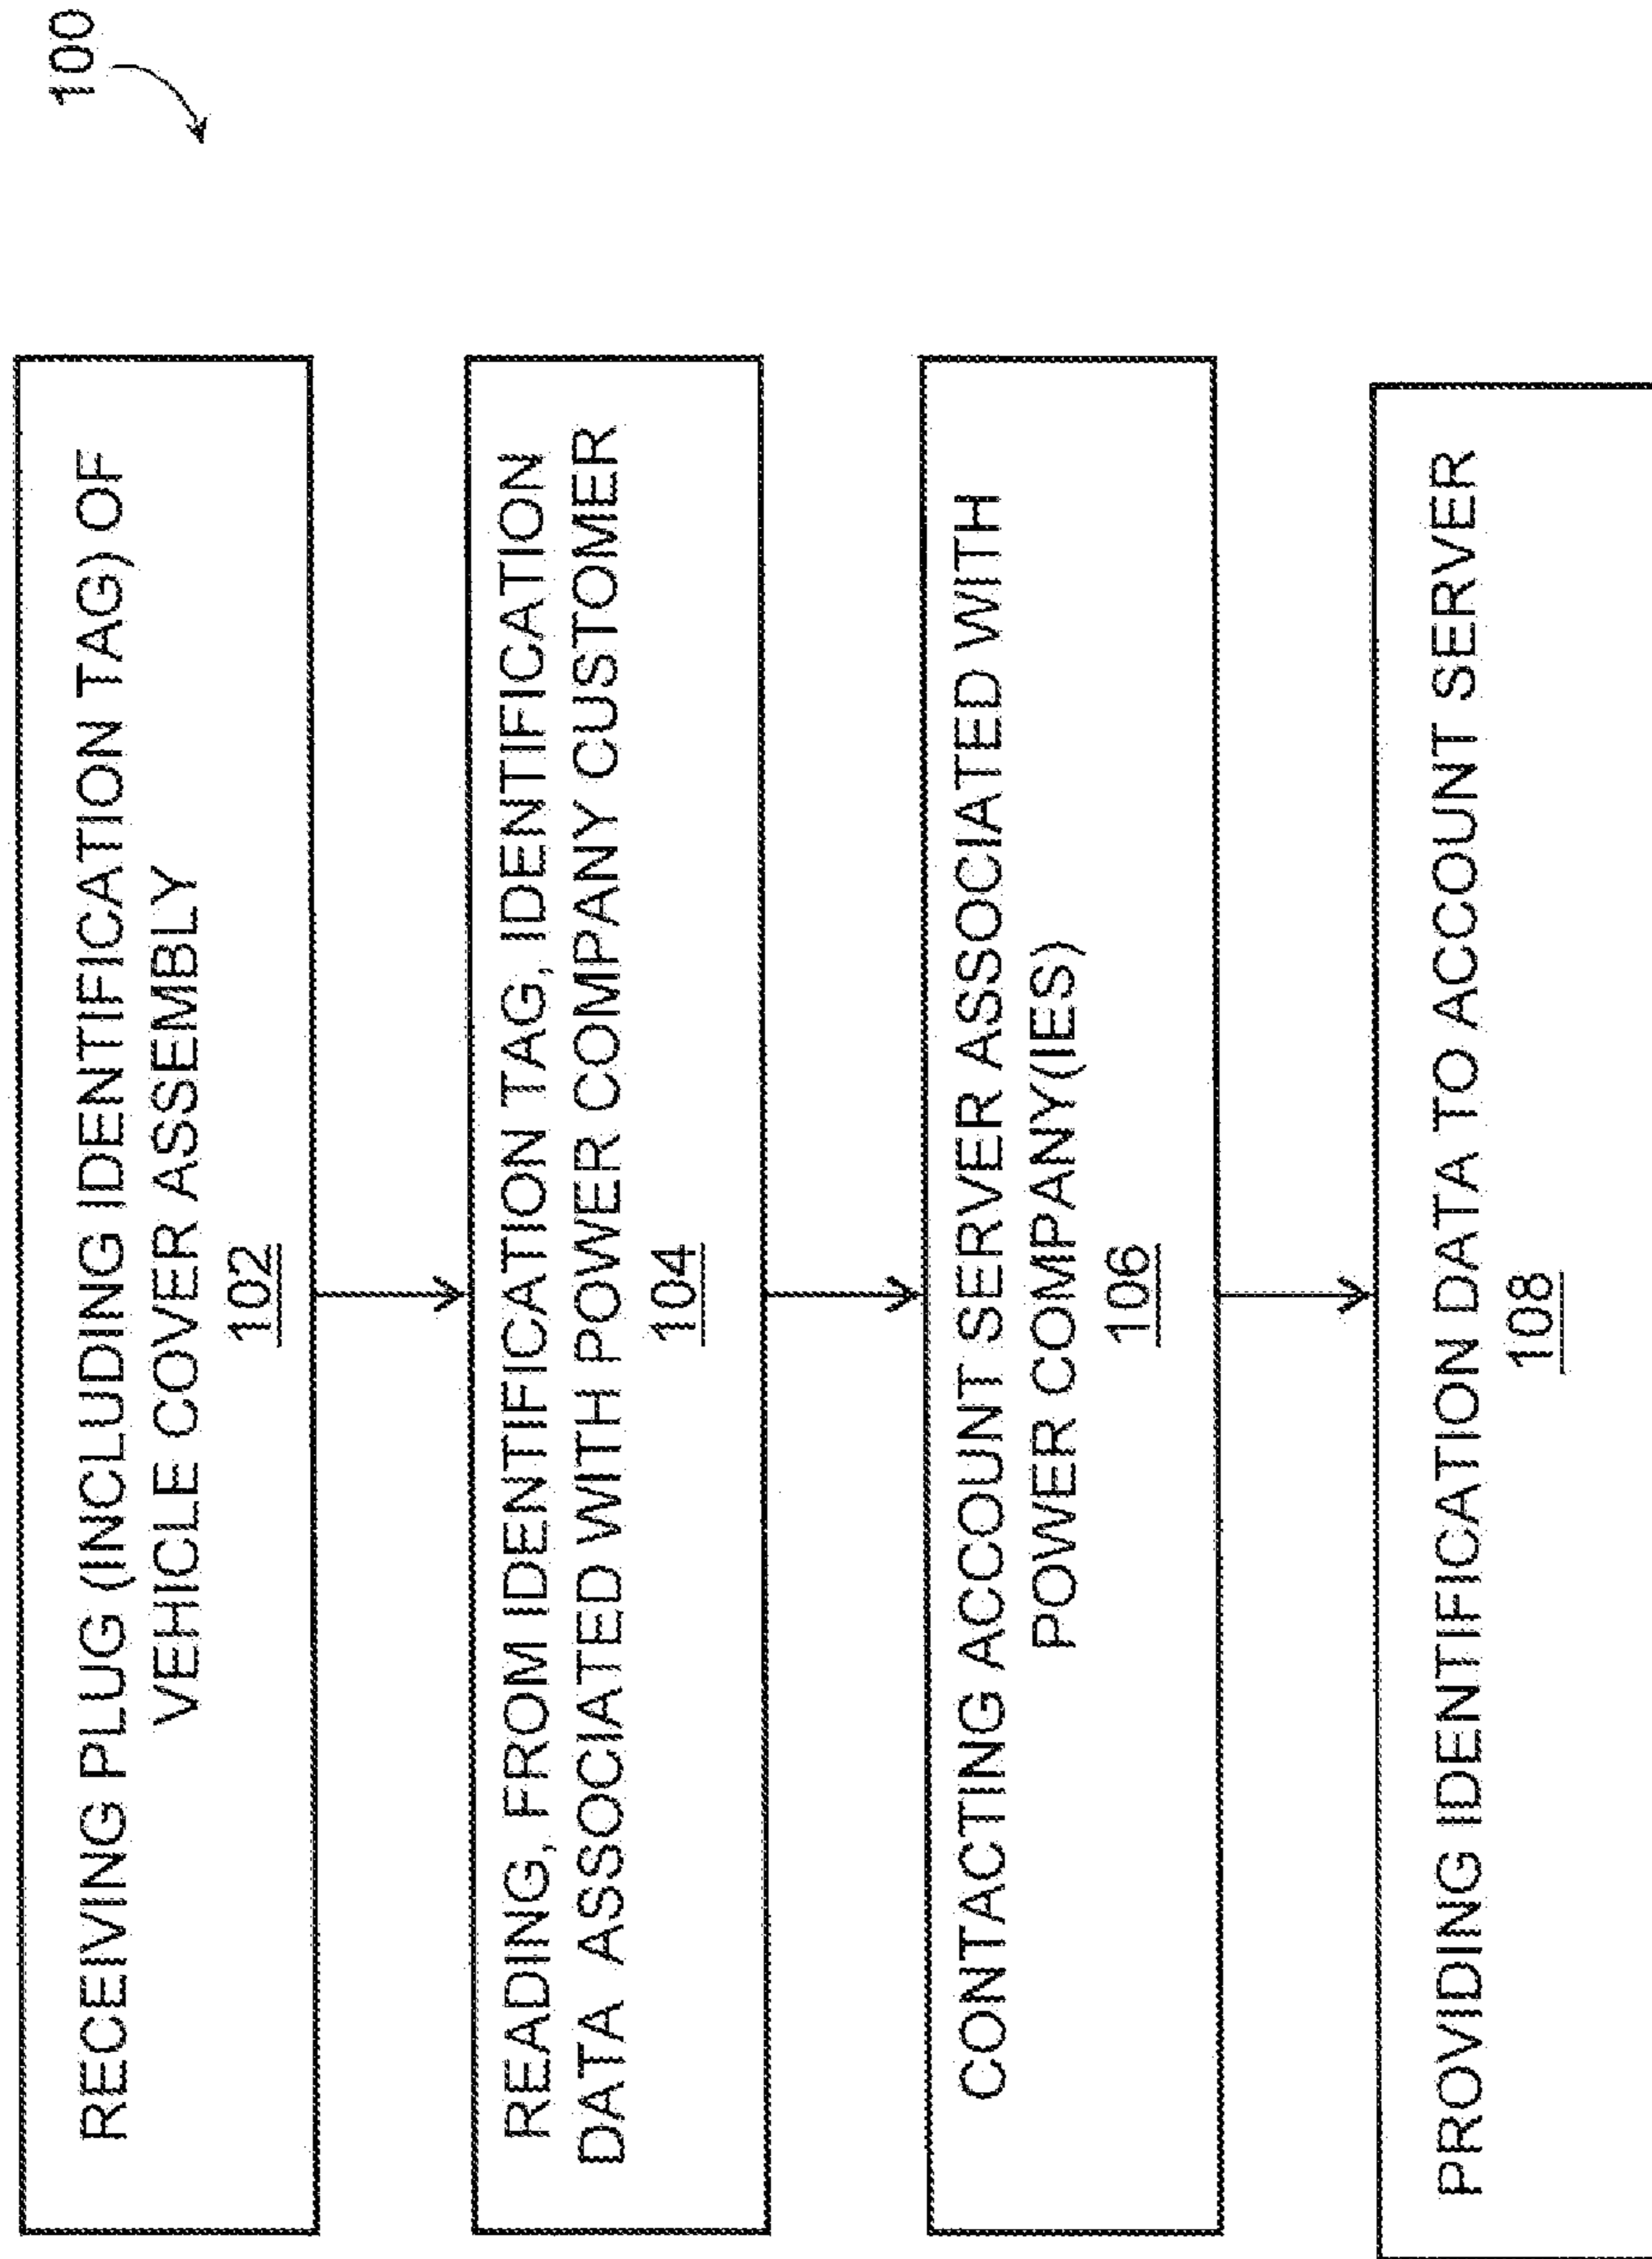 100
RECEIVING PLUG (INCLUDING IDENTIFICATION TAG) OF
VEHICLE COVER ASSEMBLY
102
READING, FROM IDENTIFICATION TAG, IDENTIFICATION
DATA ASSOCIATED WITH POWER COMPANY CUSTOMER
104
CONTACTING ACCOUNT SERVER ASSOCIATED WITH
POWER COMPANY(IES)
106
PROVIDING IDENTIFICATION DATA TO ACCOUNT SERVER
108